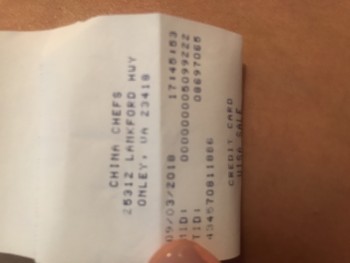 CHINA CHEFS
25312 LANKFORD HWY
ONLEY, VA 23418
09/03/2018 17:45:53
MID: 000000005099222
TID: 08697065
434570811886
CREDIT CARD
VISA SALE